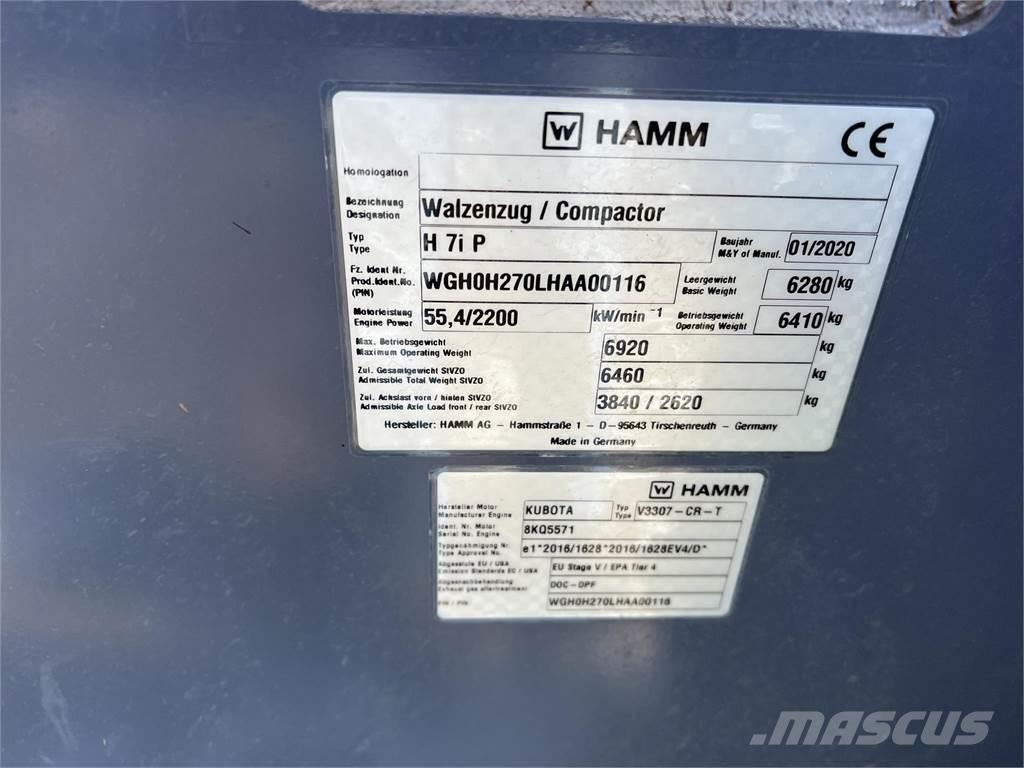 W HAMM CE
Homologation
Bezeichnung
Designation
Walzenzug / Compactor
Typ
Type
H 7i P
Baujahr
M&Y of Manuf.
01/2020
Fz. Ident Nr.
Prod.Ident.No.
(PIN)
WGH0H270LHAA00116
Leergewicht
Basic Weight
6280 kg
Motorleistung
Engine Power
55,4/2200 kW/min -1
Betriebsgewicht
Operating Weight
6410 kg
Max. Betriebsgewicht
Maximum Operating Weight
6920 kg
Zul. Gesamtgewicht StVZO
Admissible Total Weight StVZO
6460 kg
Zul. Achslast vorn / hinten StVZO
Admissible Axle Load front / rear StVZO
3840 / 2620 kg
Hersteller: HAMM AG – Hammstraße 1 – D–95643 Tirschenreuth – Germany
Made in Germany
W HAMM
Hersteller Motor
Manufacturer Engine
KUBOTA
Typ
Type
V3307-CR-T
Ident. Nr. Motor
Serial No. Engine
8KQ5571
Typgenehmigung Nr.
Type Approval No.
e1*2016/1628*2016/1628EV4/D*
Abgasstufe EU / USA
Emission Standards EC / USA
EU Stage V / EPA Tier 4
Abgasnachbehandlung
Exhaust gas aftertreatment
DOC-DPF
PIN / PIN
WGH0H270LHAA00116
MASCUS